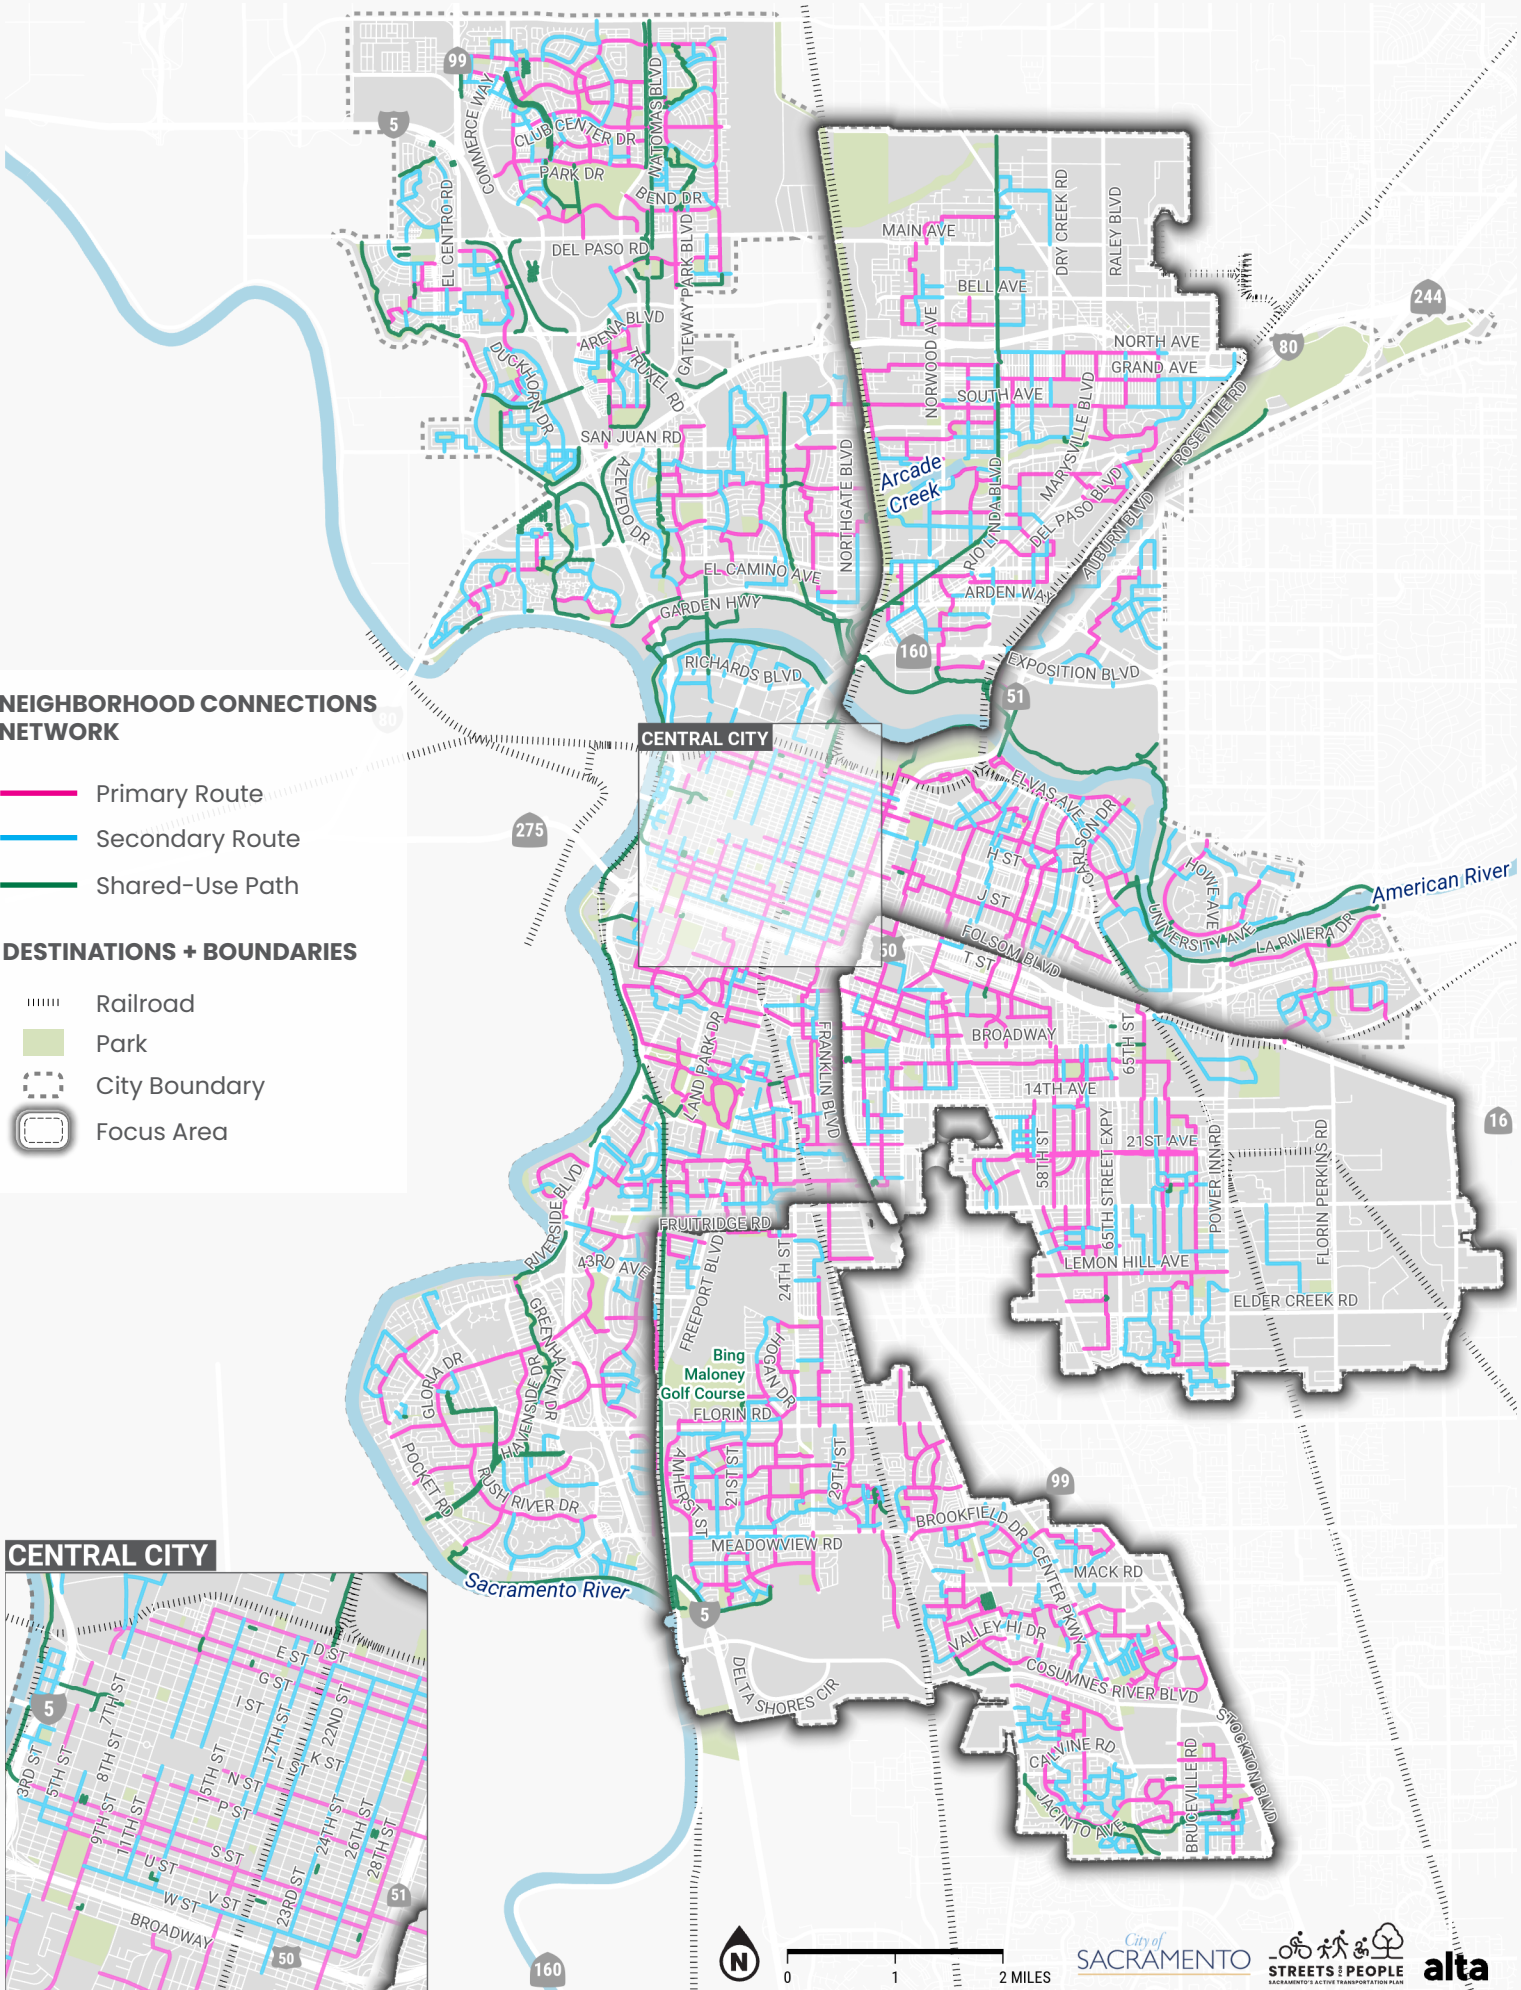 99
5
COMMERCE WAY
NATOMAS BLVD
CLUB CENTER DR
PARK DR
BEND DR
EL CENTRO RD
DEL PASO RD
GATEWAY PARK BLVD
ARENA BLVD
TRUXEL RD
DUCKHORN DR
SAN JUAN RD
AZEVEDO DR
NORTHGATE BLVD
EL CAMINO AVE
GARDEN HWY
RICHARDS BLVD
MAIN AVE
DRY CREEK RD
RALEY BLVD
BELL AVE
NORWOOD AVE
NORTH AVE
GRAND AVE
SOUTH AVE
MARYSVILLE BLVD
ROSEVILLE RD
244
80
Arcade
Creek
RIO LINDA BLVD
DEL PASO BLVD
AUBURN BLVD
ARDEN WAY
160
EXPOSITION BLVD
51
NEIGHBORHOOD CONNECTIONS
NETWORK
80
Primary Route
Secondary Route
Shared-Use Path
DESTINATIONS + BOUNDARIES
Railroad
Park
City Boundary
Focus Area
275
CENTRAL CITY
ELVAS AVE
CARLSON DR
H ST
J ST
HOWE AVE
American River
UNIVERSITY AVE
LA RIVIERA DR
FOLSOM BLVD
50
T ST
BROADWAY
65TH ST
LAND PARK DR
FRANKLIN BLVD
14TH AVE
16
21ST AVE
58TH ST
65TH STREET EXPY
POWER INN RD
FLORIN PERKINS RD
RIVERSIDE BLVD
FRUITRIDGE RD
43RD AVE
FREEPORT BLVD
24TH ST
LEMON HILL AVE
ELDER CREEK RD
GREENHAVEN DR
HOGAN DR
Bing
Maloney
Golf Course
GLORIA DR
HAVENSIDE DR
FLORIN RD
POCKET RD
RUSH RIVER DR
AMHERST ST
21ST ST
29TH ST
99
BROOKFIELD DR
MEADOWVIEW RD
CENTER PKWY
MACK RD
Sacramento River
5
VALLEY HI DR
DELTA SHORES CIR
COSUMNES RIVER BLVD
STOCKTON BLVD
CALVINE RD
BRUCEVILLE RD
JACINTO AVE
CENTRAL CITY
D ST
E ST
G ST
I ST
7TH ST
5
17TH ST
22ND ST
3RD ST
5TH ST
8TH ST
15TH ST
K ST
L ST
N ST
P ST
9TH ST
11TH ST
24TH ST
26TH ST
28TH ST
S ST
U ST
V ST
W ST
23RD ST
51
BROADWAY
50
160
N
0 1 2 MILES
City of
SACRAMENTO
STREETS FOR PEOPLE
SACRAMENTO'S ACTIVE TRANSPORTATION PLAN
alta